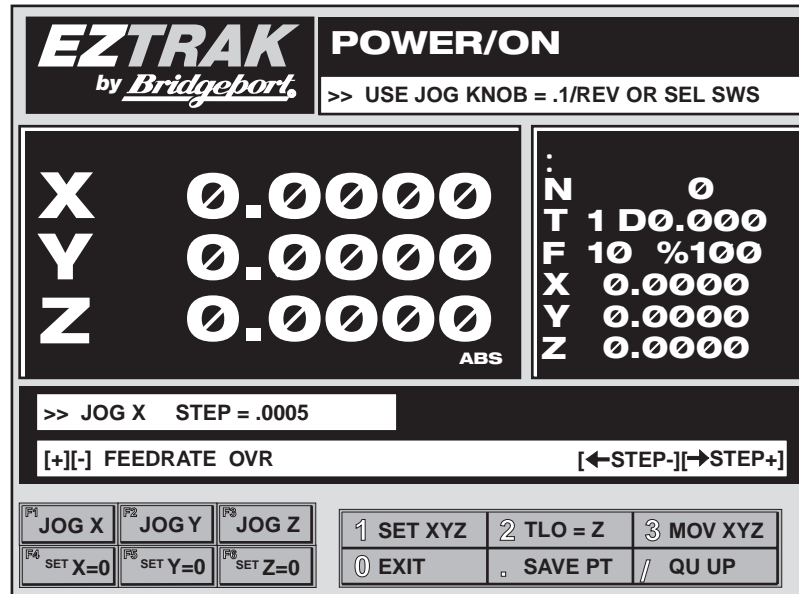 EZTRAK
by Bridgeport®
POWER/ON
>> USE JOG KNOB = .1/REV OR SEL SWS
X 0.0000
Y 0.0000
Z 0.0000
ABS
:
N 0
T 1 D0.000
F 10 %100
X 0.0000
Y 0.0000
Z 0.0000
>> JOG X STEP = .0005
[+][-] FEEDRATE OVR [←STEP-][→STEP+]
F1 JOG X F2 JOG Y F3 JOG Z
F4 SET X=0 F5 SET Y=0 F6 SET Z=0
1 SET XYZ 2 TLO = Z 3 MOV XYZ
0 EXIT . SAVE PT / QU UP